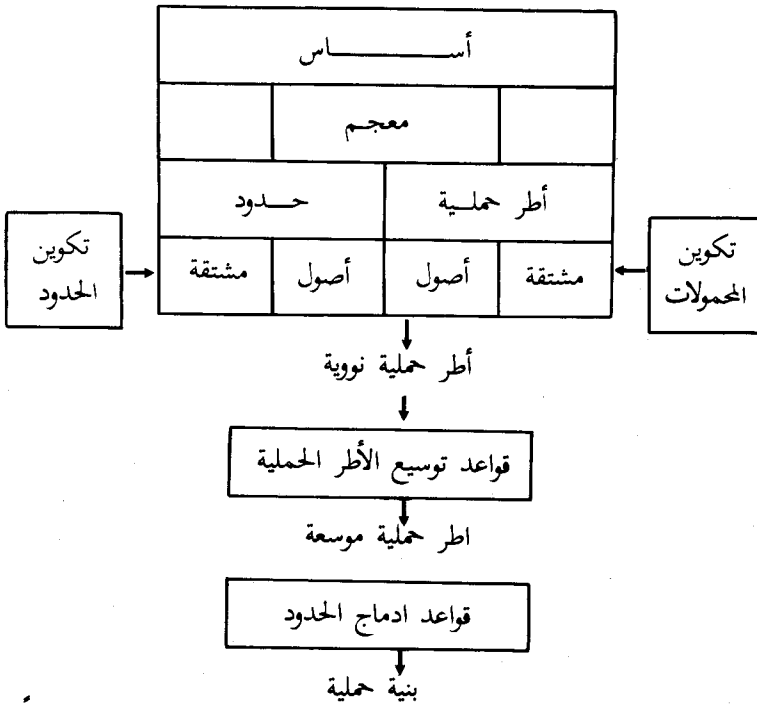 أساس
معجم
أطر حملية
حدود
تكوين
المحمولات
مشتقة
أصول
أصول
مشتقة
تكوين
الحدود
أطر حملية نووية
قواعد توسيع الأطر الحملية
اطر حملية موسعة
قواعد ادماج الحدود
بنية حملية